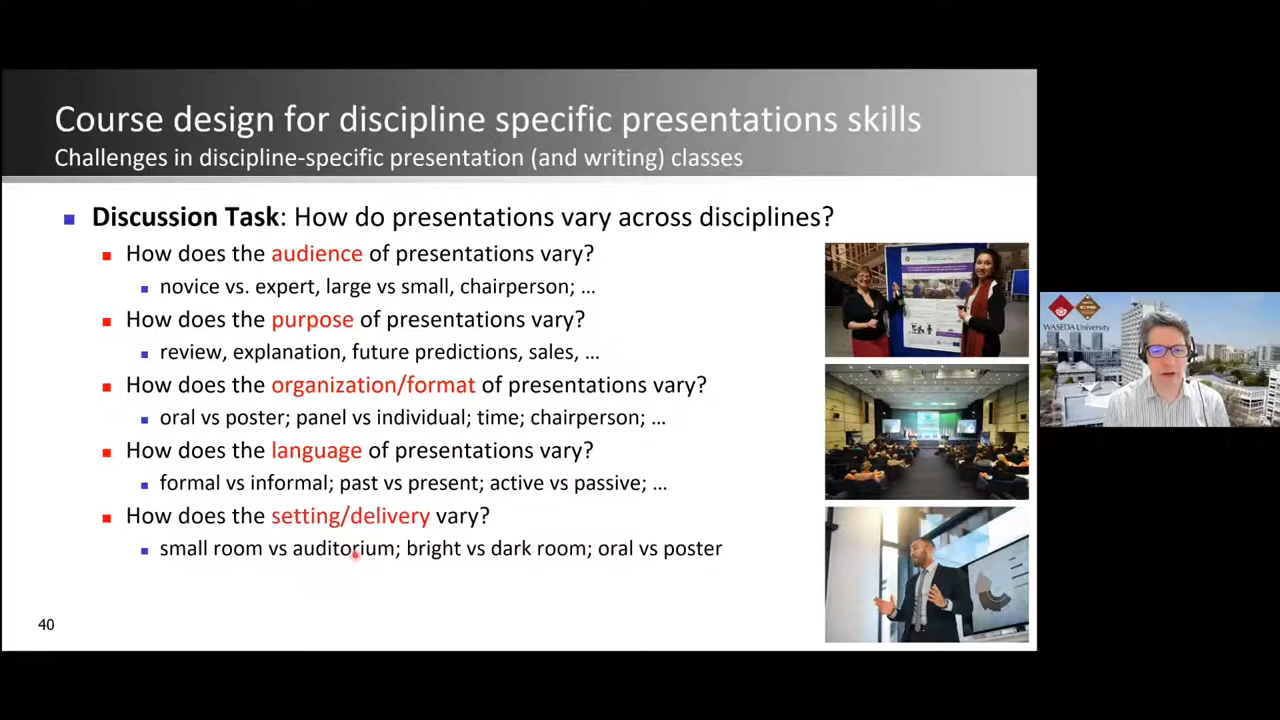 Course design for discipline specific presentations skills
Challenges in discipline-specific presentation (and writing) classes
Discussion Task: How do presentations vary across disciplines?
How does the audience of presentations vary?
novice vs. expert, large vs small, chairperson; ...
How does the purpose of presentations vary?
review, explanation, future predictions, sales, ...
How does the organization/format of presentations vary?
oral vs poster; panel vs individual; time; chairperson; ...
How does the language of presentations vary?
formal vs informal; past vs present; active vs passive; ...
How does the setting/delivery vary?
small room vs auditorium; bright vs dark room; oral vs poster
40
WASEDA University